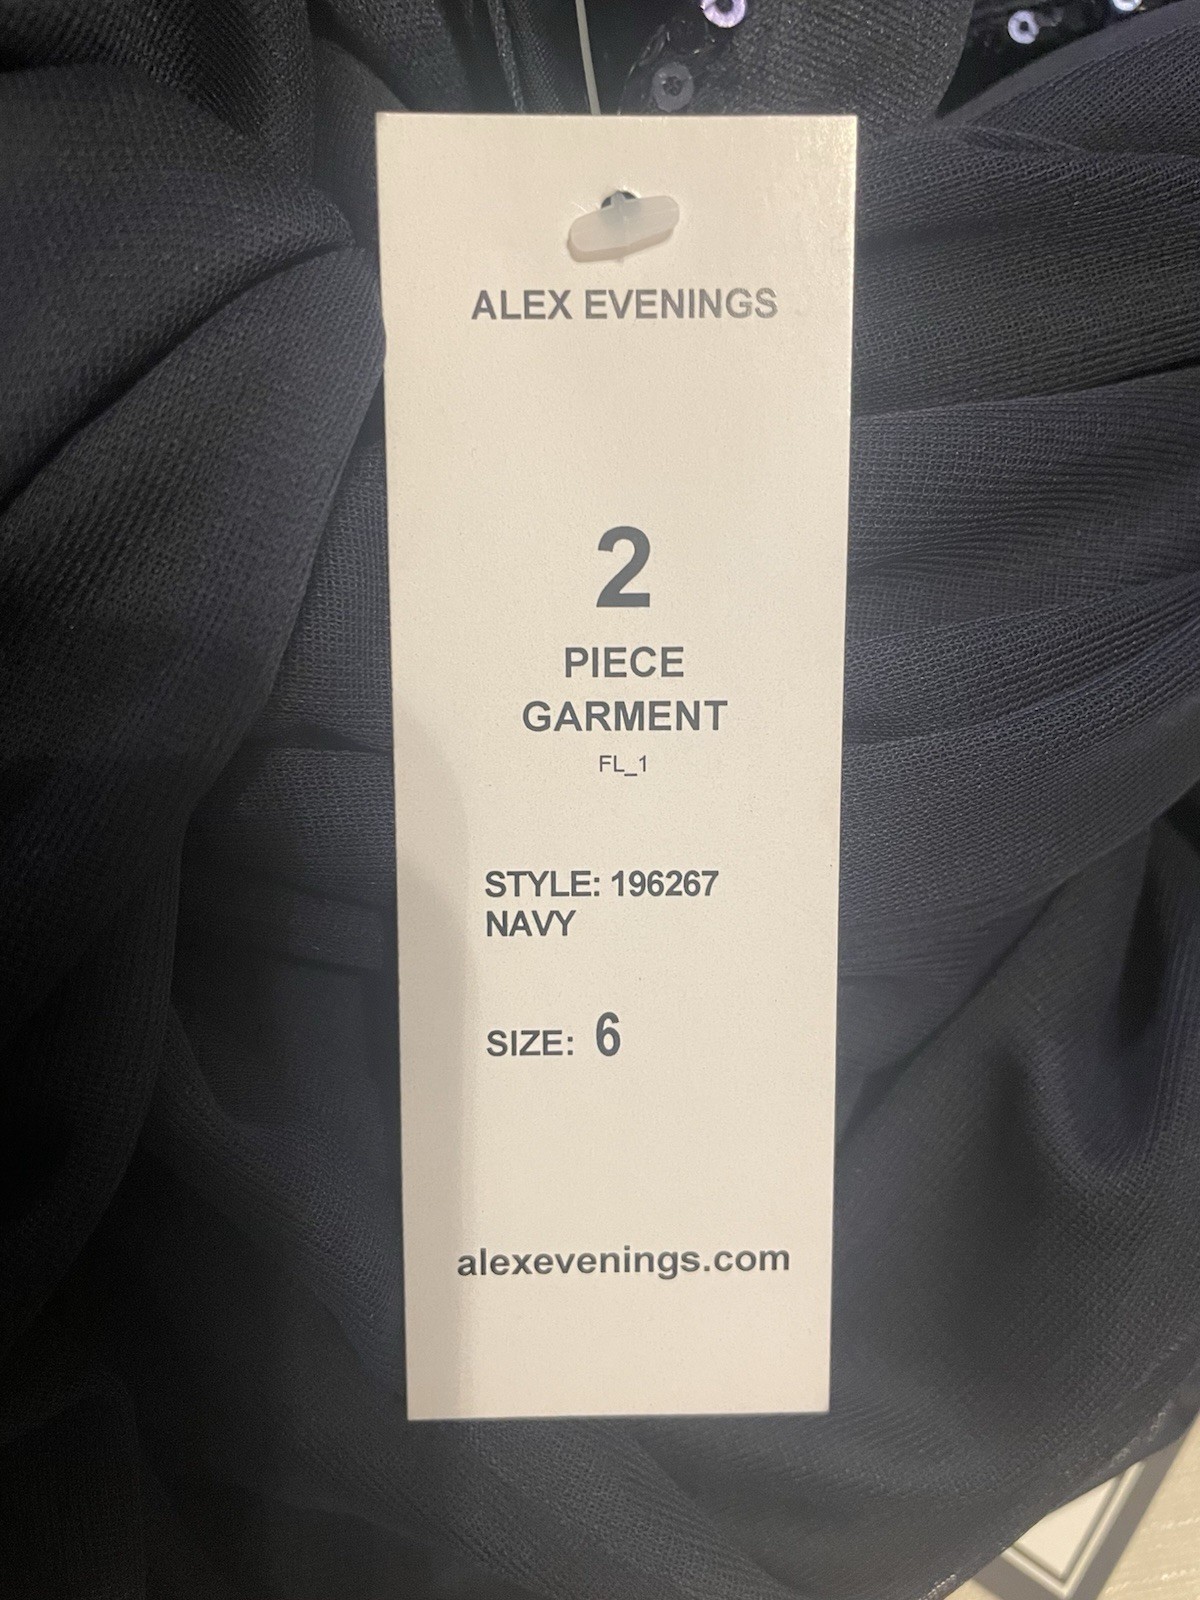 ALEX EVENINGS
2
PIECE
GARMENT
FL_1
STYLE: 196267
NAVY
SIZE: 6
alexevenings.com